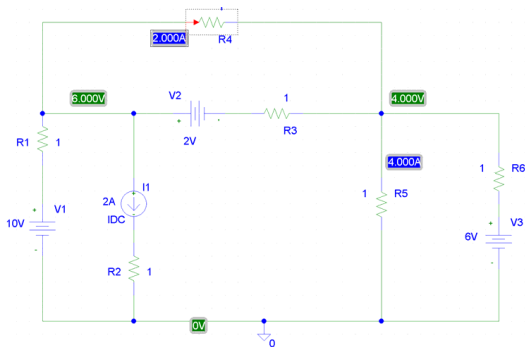 2.000A
R4
6.000V
V2
1
4.000V
+
-
R3
2V
R1
1
4.000A
1
R6
I1
2A
1
R5
+
V1
IDC
+
V3
10V
6V
-
R2
1
-
0V
0